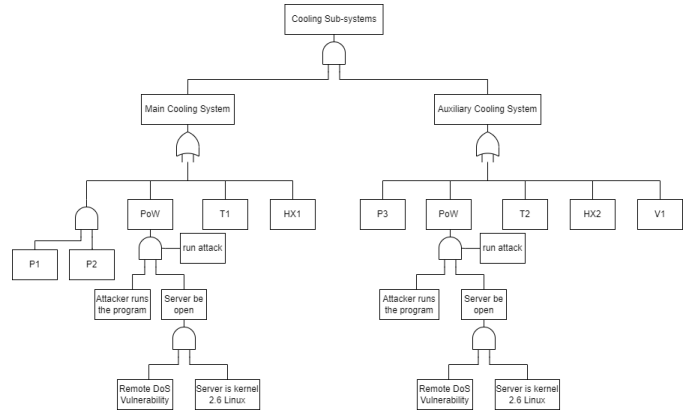 Cooling Sub-systems
Main Cooling System
Auxiliary Cooling System
PoW
T1
HX1
P3
PoW
T2
HX2
V1
P1
P2
run attack
run attack
Attacker runs
the program
Server be
open
Attacker runs
the program
Server be
open
Remote DoS
Vulnerability
Server is kernel
2.6 Linux
Remote DoS
Vulnerability
Server is kernel
2.6 Linux